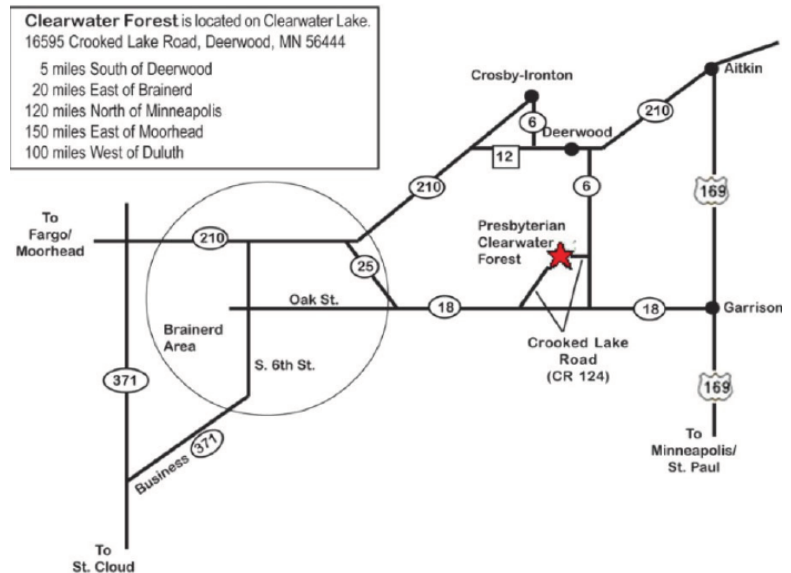 Clearwater Forest is located on Clearwater Lake.
16595 Crooked Lake Road, Deerwood, MN 56444
5 miles South of Deerwood
20 miles East of Brainerd
120 miles North of Minneapolis
150 miles East of Moorhead
100 miles West of Duluth
Aitkin
Crosby-Ironton
210
6
Deerwood
12
210
6
169
To
Fargo/
Moorhead
210
Presbyterian
Clearwater
Forest
25
Oak St.
18
18
Garrison
Brainerd
Area
Crooked Lake
Road
(CR 124)
S. 6th St.
371
169
To
Minneapolis/
St. Paul
Business 371
To
St. Cloud